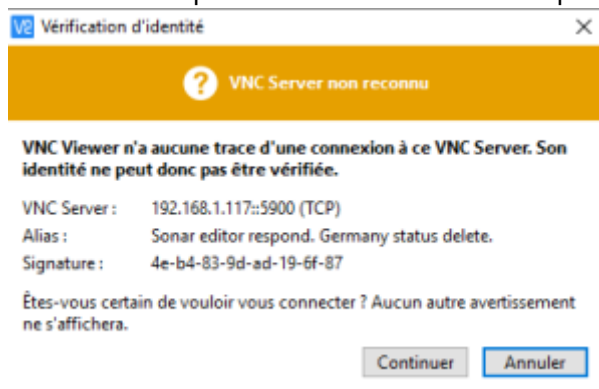 Vérification d'identité
VNC Server non reconnu
VNC Viewer n'a aucune trace d'une connexion à ce VNC Server. Son
identité ne peut donc pas être vérifiée.
VNC Server : 192.168.1.117::5900 (TCP)
Alias : Sonar editor respond. Germany status delete.
Signature : 4e-b4-83-9d-ad-19-6f-87
Êtes-vous certain de vouloir vous connecter ? Aucun autre avertissement
ne s'affichera.
Continuer Annuler